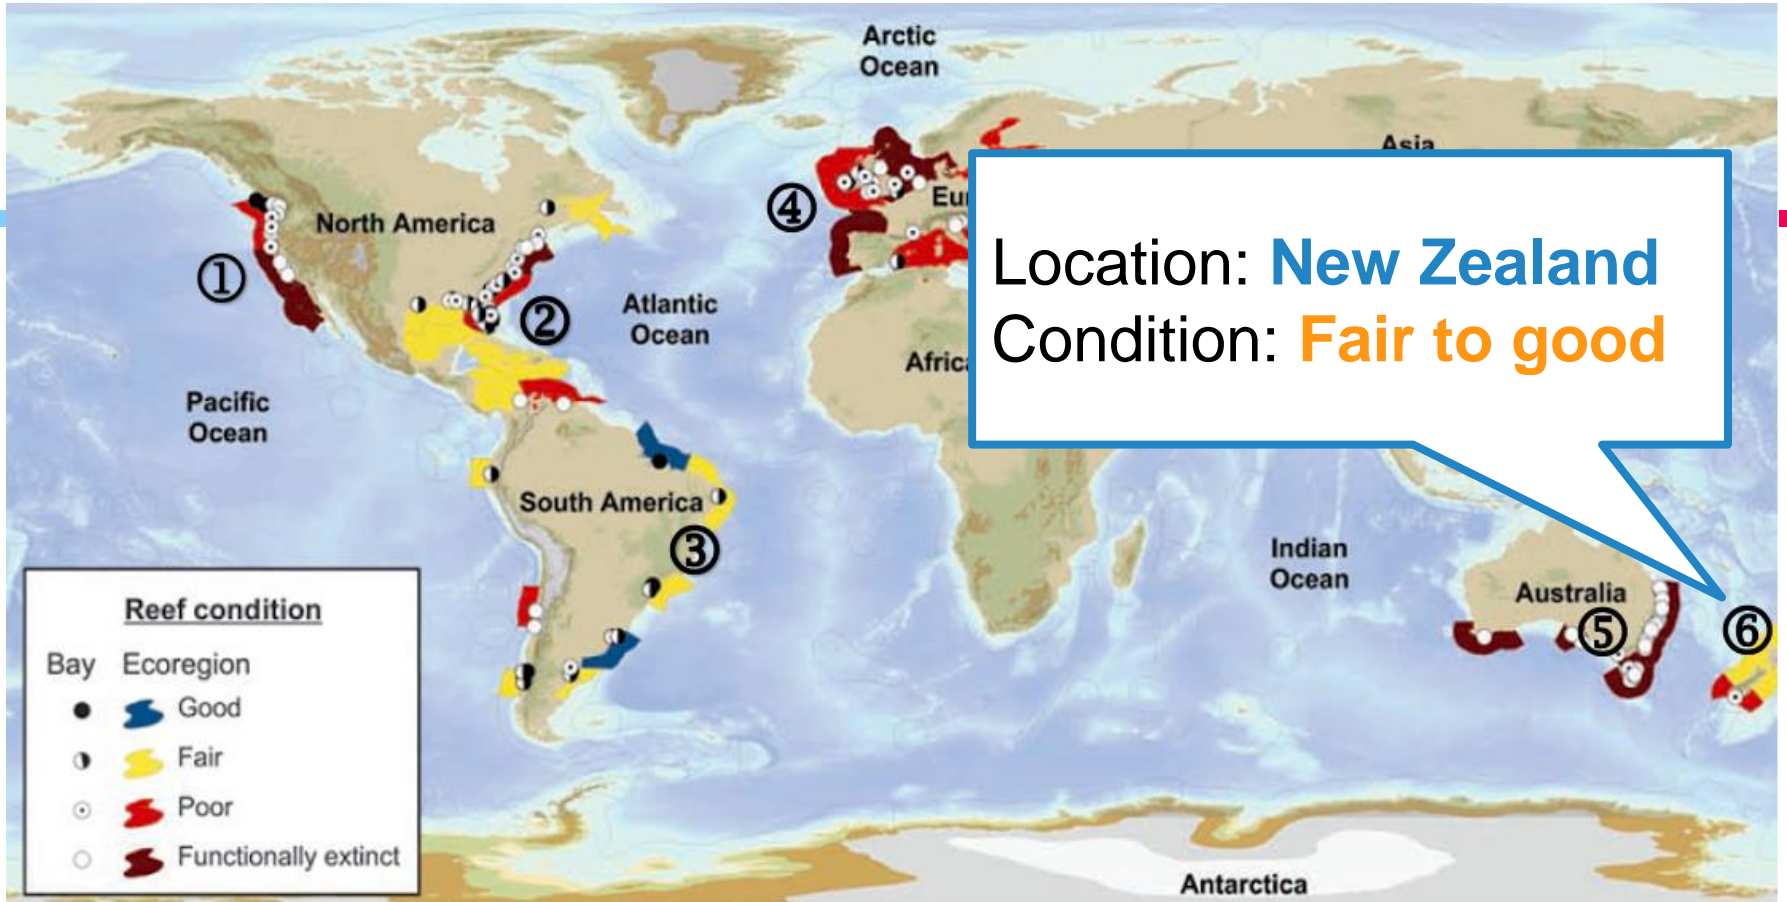 Arctic
Ocean
Asia
North America
④
Eur
Location: New Zealand
①
Condition: Fair to good
Atlantic
Ocean
②
Africa
Pacific
Ocean
South America
③
Indian
Ocean
Australia
⑤
⑥
Reef condition
Bay Ecoregion
Good
Fair
Poor
Functionally extinct
Antarctica